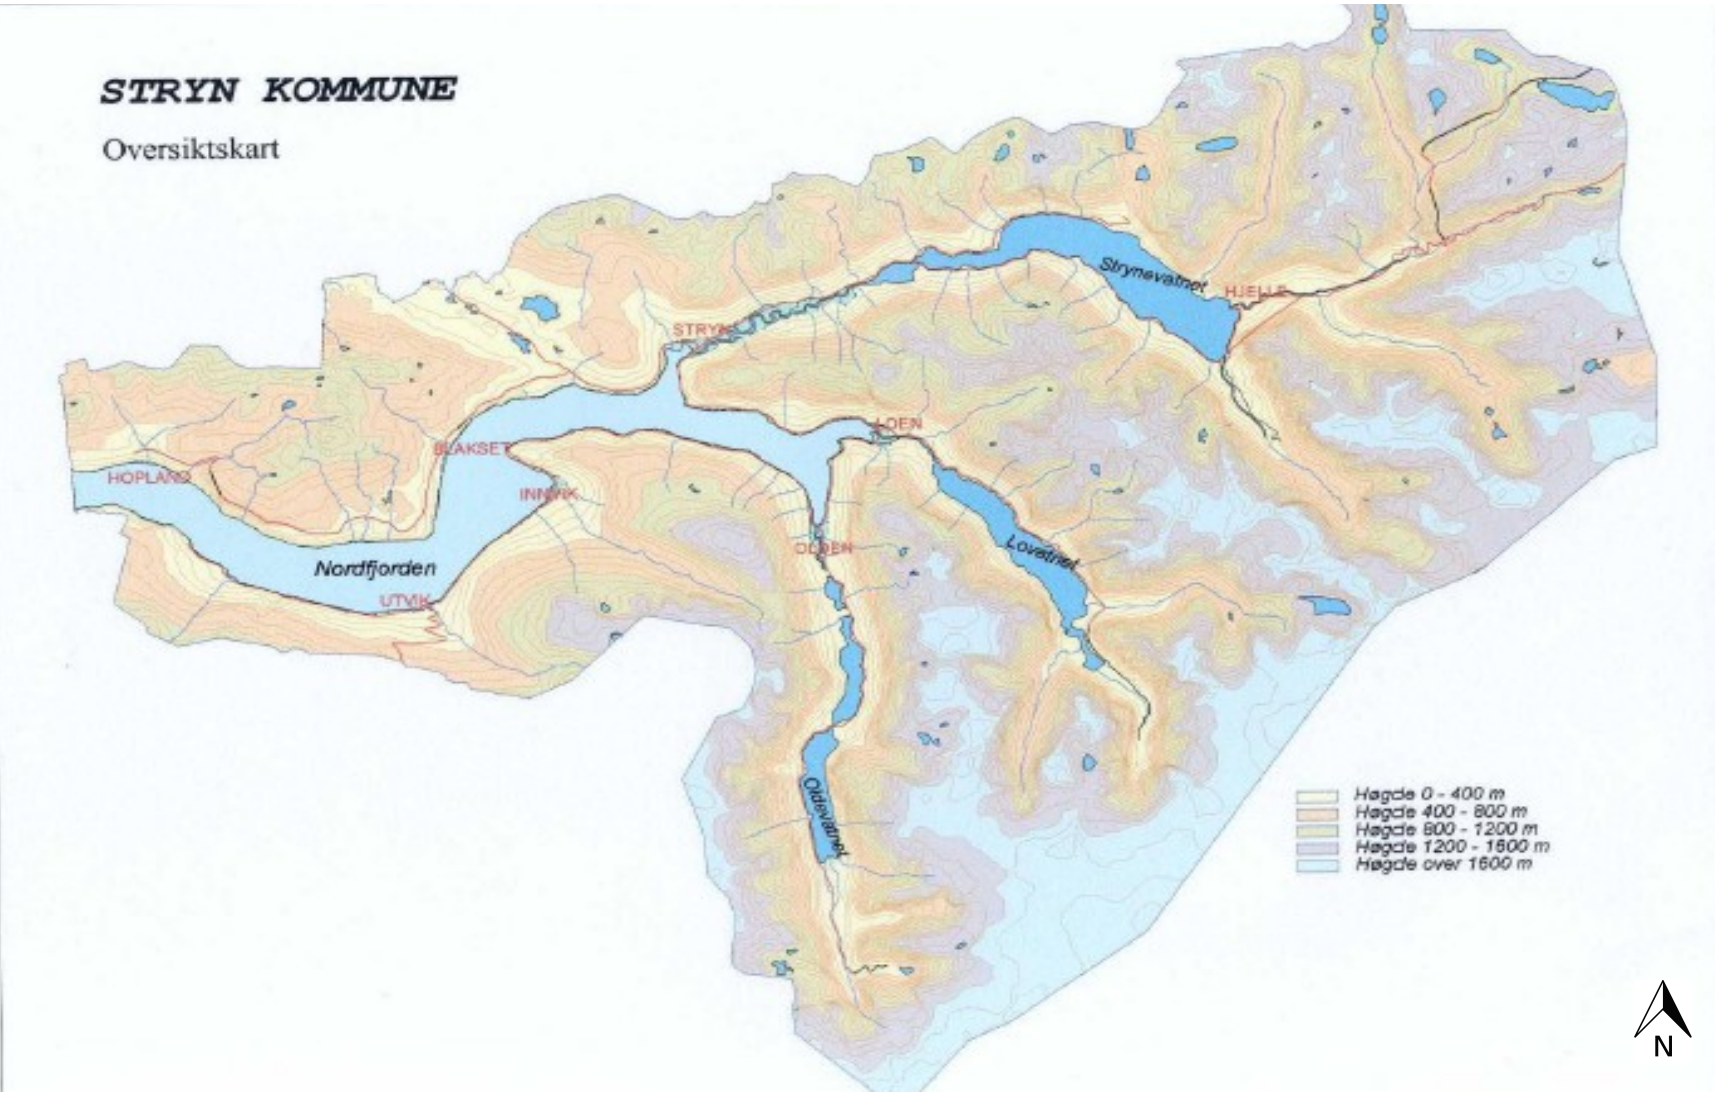 STRYN KOMMUNE
Oversiktskart
Strynevatnet
HJELLE
STRYN
LOEN
BLAKSET
HOPLAND
INNVIK
OLDEN
Lovatnet
Nordfjorden
UTVIK
Oldevatnet
Høgde 0 - 400 m
Høgde 400 - 800 m
Høgde 800 - 1200 m
Høgde 1200 - 1600 m
Høgde over 1600 m
N